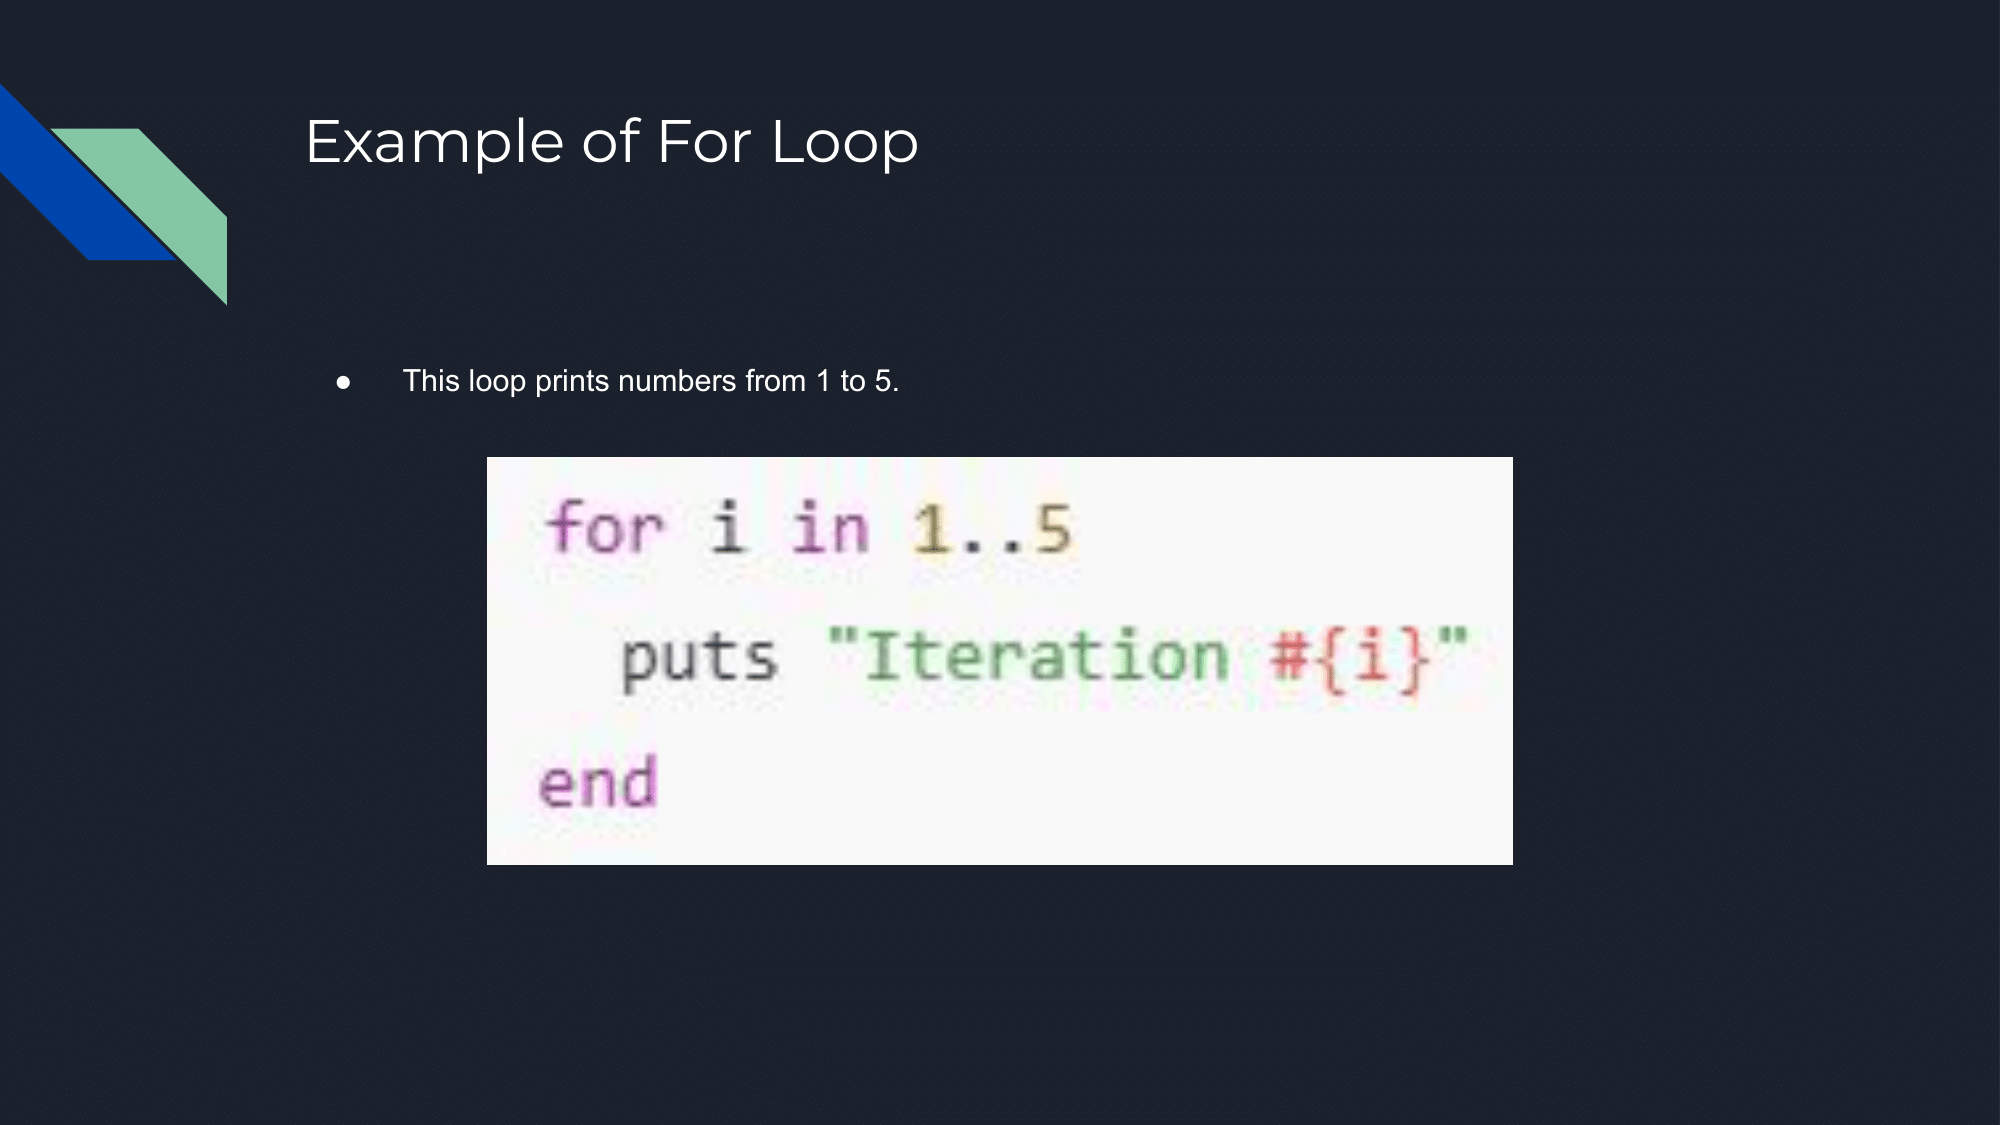 Example of For Loop
● This loop prints numbers from 1 to 5.
for i in 1..5
  puts "Iteration #{i}"
end